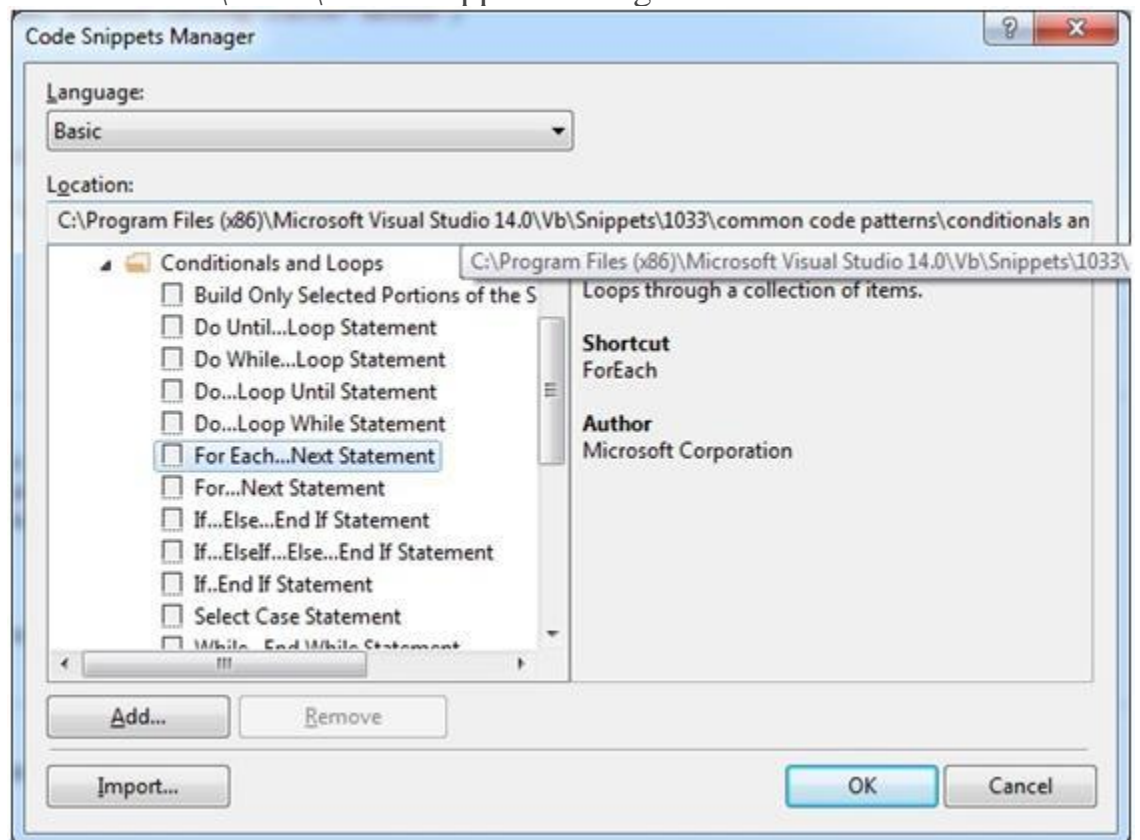 Code Snippets Manager
Language:
Basic
Location:
C:\Program Files (x86)\Microsoft Visual Studio 14.0\Vb\Snippets\1033\common code patterns\conditionals an
C:\Program Files (x86)\Microsoft Visual Studio 14.0\Vb\Snippets\1033\
Conditionals and Loops
Build Only Selected Portions of the S
Do Until...Loop Statement
Do While...Loop Statement
Do...Loop Until Statement
Do...Loop While Statement
For Each...Next Statement
For...Next Statement
If...Else...End If Statement
If...ElseIf...Else...End If Statement
If..End If Statement
Select Case Statement
While...End While Statement
Loops through a collection of items.
Shortcut
ForEach
Author
Microsoft Corporation
Add...
Remove
Import...
OK
Cancel